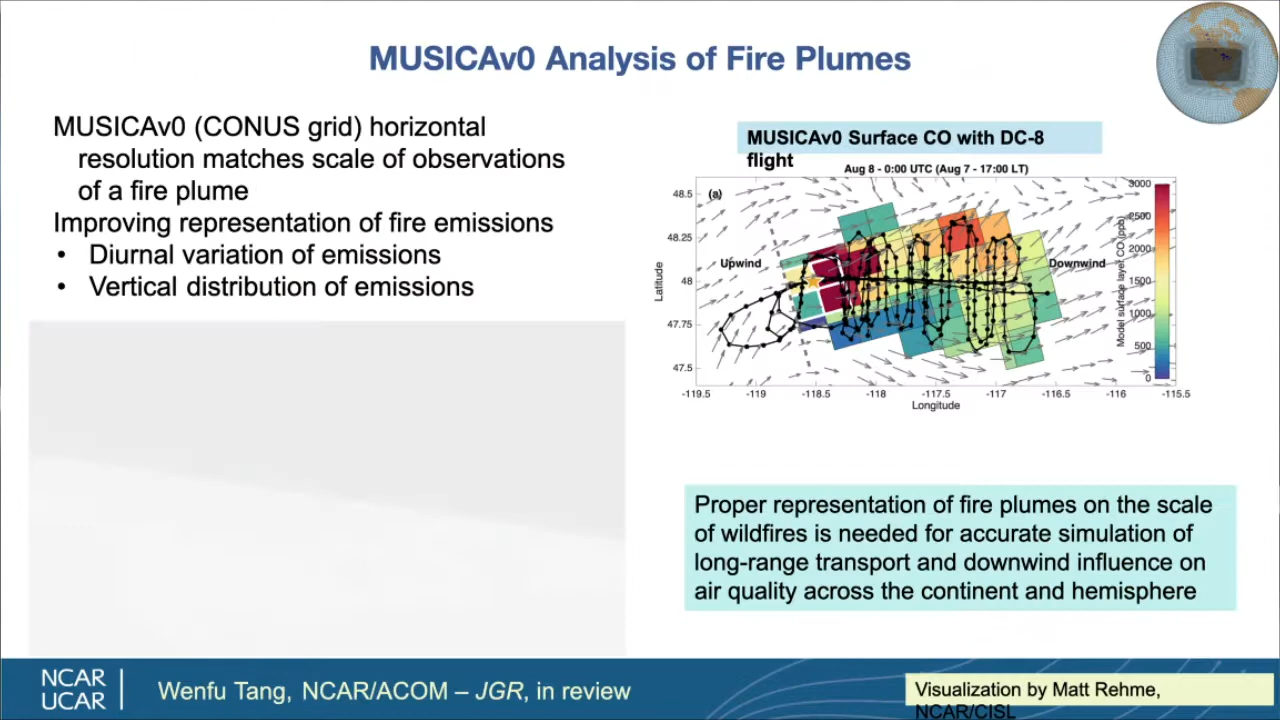 MUSICAv0 Analysis of Fire Plumes
MUSICAv0 (CONUS grid) horizontal
resolution matches scale of observations
of a fire plume
Improving representation of fire emissions
• Diurnal variation of emissions
• Vertical distribution of emissions
MUSICAv0 Surface CO with DC-8
flight
Aug 8 - 0:00 UTC (Aug 7 - 17:00 LT)
(a)
Upwind
Downwind
48.5
48.25
48
47.75
47.5
Latitude
-119.5 -119 -118.5 -118 -117.5 -117 -116.5 -116 -115.5
Longitude
3000
2500
2000
1500
1000
500
0
Model surface layer CO (ppb)
Proper representation of fire plumes on the scale
of wildfires is needed for accurate simulation of
long-range transport and downwind influence on
air quality across the continent and hemisphere
NCAR
UCAR
Wenfu Tang, NCAR/ACOM – JGR, in review
Visualization by Matt Rehme,
NCAR/CISL